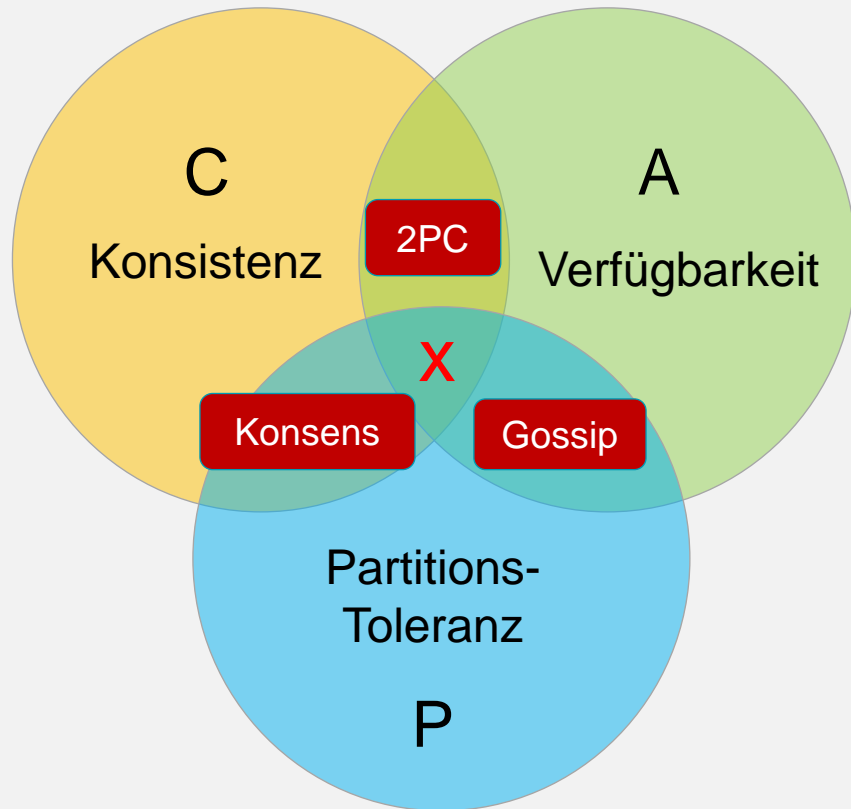 C
Konsistenz
A
Verfügbarkeit
2PC
X
Konsens
Gossip
Partitions-
Toleranz
P